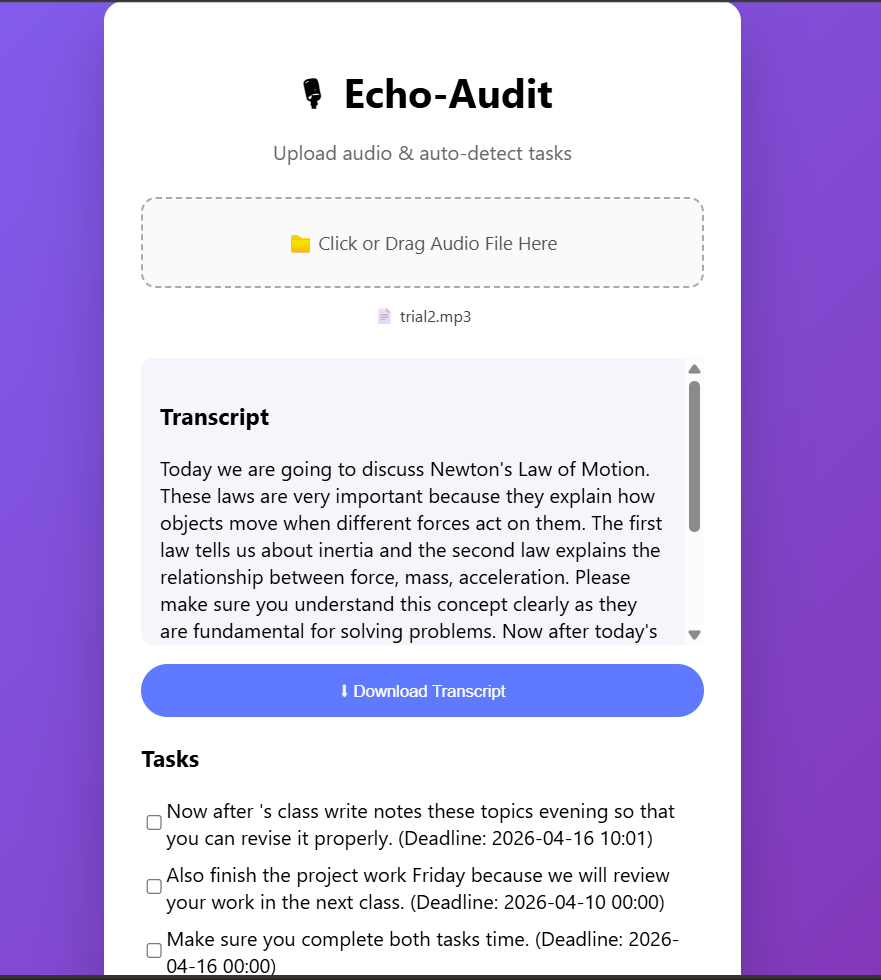 🎙 Echo-Audit
Upload audio & auto-detect tasks
📁 Click or Drag Audio File Here
📄 trial2.mp3
Transcript
Today we are going to discuss Newton's Law of Motion.
These laws are very important because they explain how
objects move when different forces act on them. The first
law tells us about inertia and the second law explains the
relationship between force, mass, acceleration. Please
make sure you understand this concept clearly as they
are fundamental for solving problems. Now after today's
⬇ Download Transcript
Tasks
Now after 's class write notes these topics evening so that
you can revise it properly. (Deadline: 2026-04-16 10:01)
Also finish the project work Friday because we will review
your work in the next class. (Deadline: 2026-04-10 00:00)
Make sure you complete both tasks time. (Deadline: 2026-
04-16 00:00)